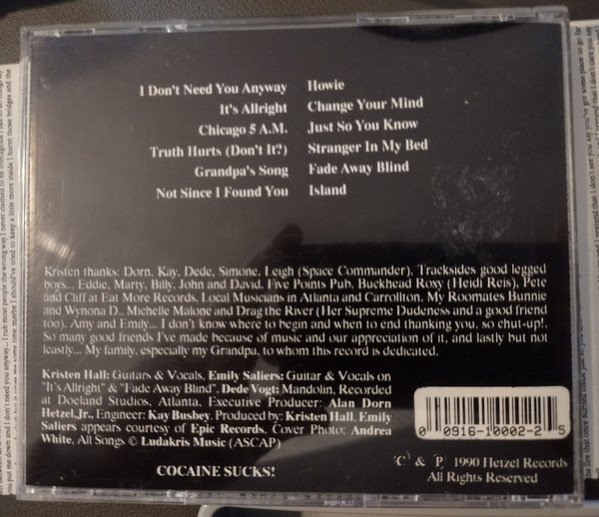 I Don't Need You Anyway
It's Allright
Chicago 5 A.M.
Truth Hurts (Don't It?)
Grandpa's Song
Not Since I Found You
Howie
Change Your Mind
Just So You Know
Stranger In My Bed
Fade Away Blind
Island
Kristen thanks: Dorn, Kay, Dede, Simone, Leigh (Space Commander), Tracksides good legged
boys... Eddie, Marty, Billy, John and David, Five Points Pub, Buckhead Roxy (Heidi Reis), Pete
and Cliff at Eat More Records, Local Musicians in Atlanta and Carrollton, My Roomates Bunnie
and Wynona D., Michelle Malone and Drag the River (Her Supreme Dudeness and a good friend
too), Amy and Emily... I don't know where to begin and when to end thanking you, so chut-up!,
So many good friends I've made because of music and our appreciation of it, and lastly but not
leastly... My family, especially my Grandpa, to whom this record is dedicated.
Kristen Hall: Guitars & Vocals, Emily Saliers: Guitar & Vocals on
"It's Allright" & "Fade Away Blind", Dede Vogt: Mandolin, Recorded
at Doeland Studios, Atlanta, Executive Producer: Alan Dorn
Hetzel,Jr., Engineer: Kay Busbey, Produced by: Kristen Hall, Emily
Saliers appears courtesy of Epic Records, Cover Photo: Andrea
White, All Songs © Ludakris Music (ASCAP)
COCAINE SUCKS!
0 0916-10002-2 5
'C' & 'P' 1990 Hetzel Records
All Rights Reserved